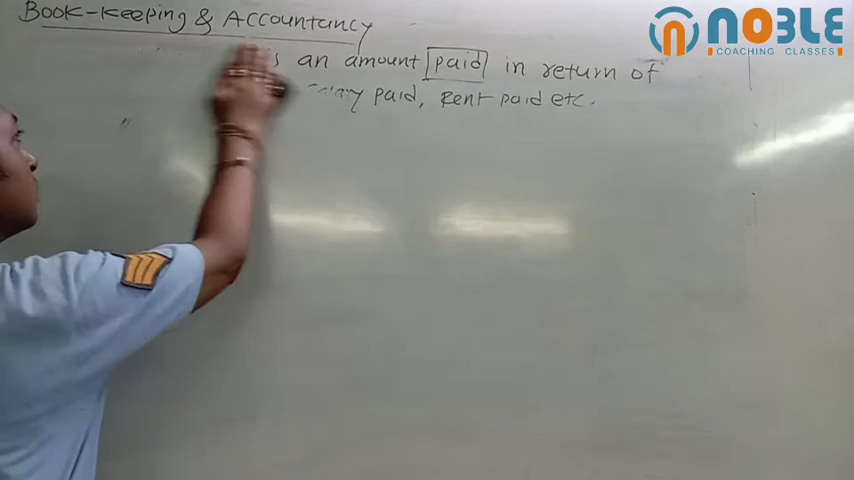 Book-Keeping & Accountancy
NOBLE
COACHING CLASSES
an amount paid in return of
paid, Rent paid etc.